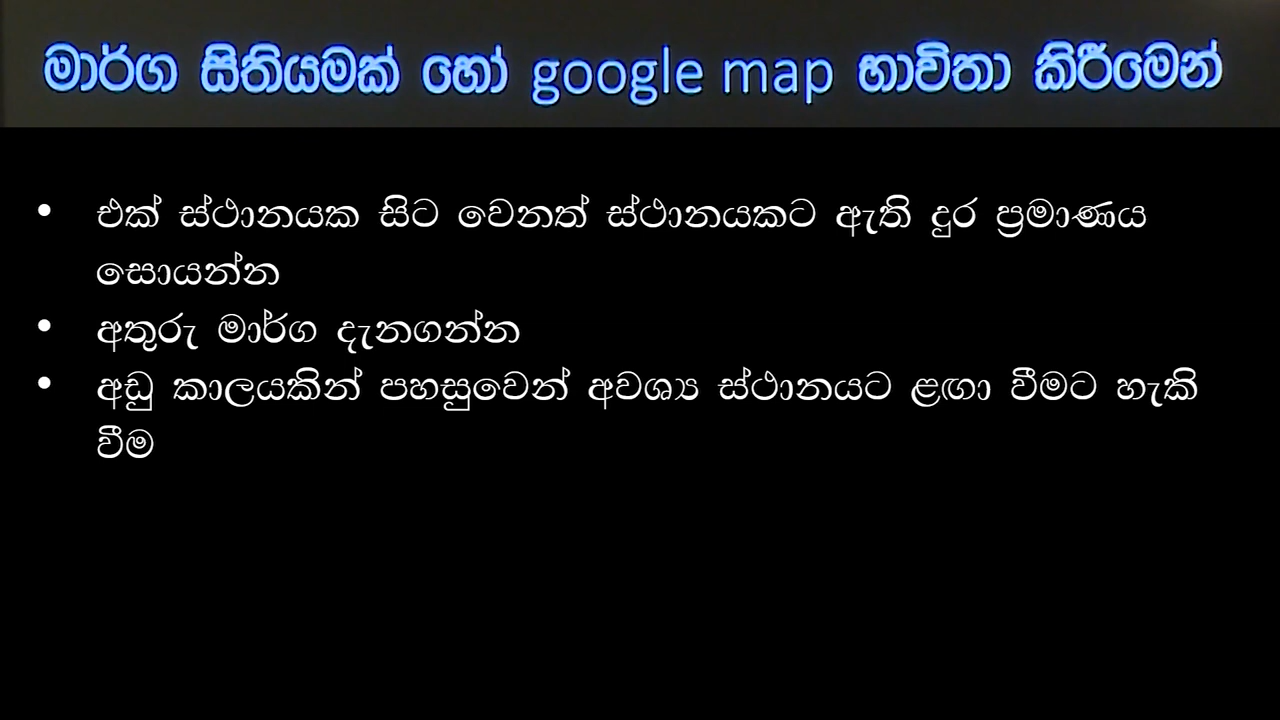 මාර්ග සිතියමක් හෝ google map භාවිතා කිරීමෙන්
• එක් ස්ථානයක සිට වෙනත් ස්ථානයකට ඇති දුර ප්‍රමාණය
සොයන්න
• අතුරු මාර්ග දැනගන්න
• අඩු කාලයකින් පහසුවෙන් අවශ්‍ය ස්ථානයට ළඟා වීමට හැකි
වීම